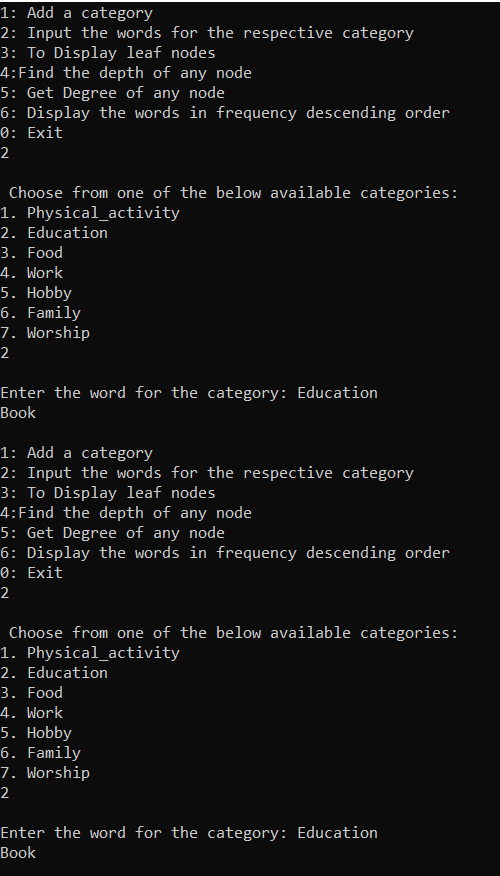 1: Add a category
2: Input the words for the respective category
3: To Display leaf nodes
4:Find the depth of any node
5: Get Degree of any node
6: Display the words in frequency descending order
0: Exit
2
Choose from one of the below available categories:
1. Physical_activity
2. Education
3. Food
4. Work
5. Hobby
6. Family
7. Worship
2
Enter the word for the category: Education
Book
1: Add a category
2: Input the words for the respective category
3: To Display leaf nodes
4:Find the depth of any node
5: Get Degree of any node
6: Display the words in frequency descending order
0: Exit
2
Choose from one of the below available categories:
1. Physical_activity
2. Education
3. Food
4. Work
5. Hobby
6. Family
7. Worship
2
Enter the word for the category: Education
Book